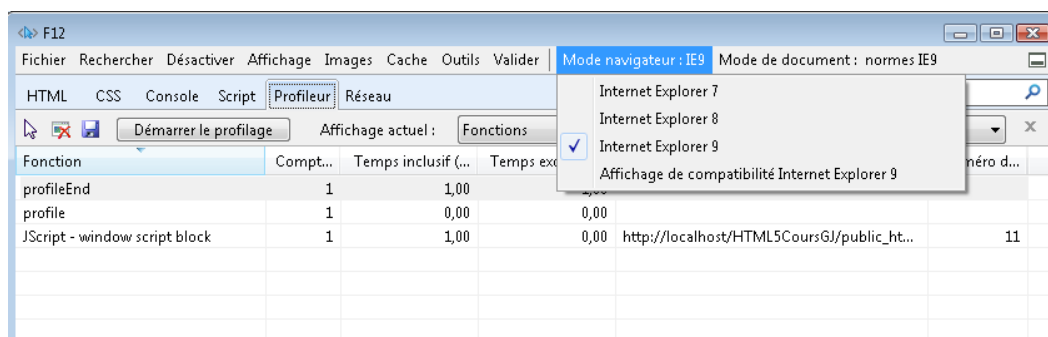 F12
Fichier Rechercher Désactiver Affichage Images Cache Outils Valider Mode navigateur : IE9 Mode de document : normes IE9
HTML CSS Console Script Profileur Réseau
Internet Explorer 7
Démarrer le profilage Affichage actuel : Fonctions
Internet Explorer 8
Internet Explorer 9
Affichage de compatibilité Internet Explorer 9
Fonction Compt... Temps inclusif (... Temps exc
profileEnd 1 1,00 1,00
profile 1 0,00 0,00
JScript - window script block 1 1,00 0,00 http://localhost/HTML5CoursGJ/public_ht... 11